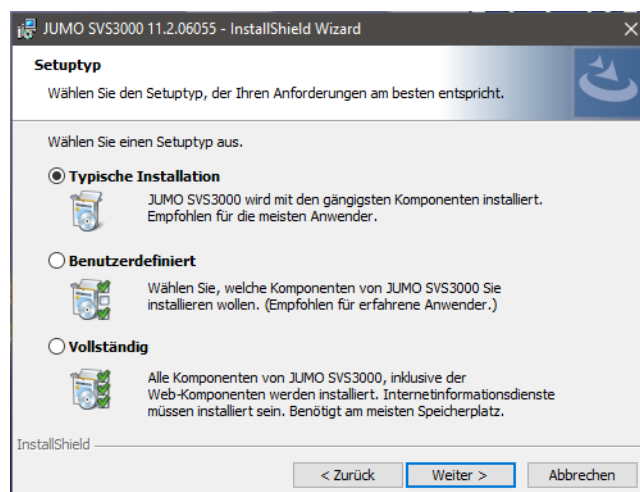 JUMO SVS3000 11.2.06055 - InstallShield Wizard
Setuptyp
Wählen Sie den Setuptyp, der Ihren Anforderungen am besten entspricht.
Wählen Sie einen Setuptyp aus.
Typische Installation
JUMO SVS3000 wird mit den gängigsten Komponenten installiert.
Empfohlen für die meisten Anwender.
Benutzerdefiniert
Wählen Sie, welche Komponenten von JUMO SVS3000 Sie
installieren wollen. (Empfohlen für erfahrene Anwender.)
Vollständig
Alle Komponenten von JUMO SVS3000, inklusive der
Web-Komponenten werden installiert. Internetinformationsdienste
müssen installiert sein. Benötigt am meisten Speicherplatz.
InstallShield
< Zurück Weiter > Abbrechen